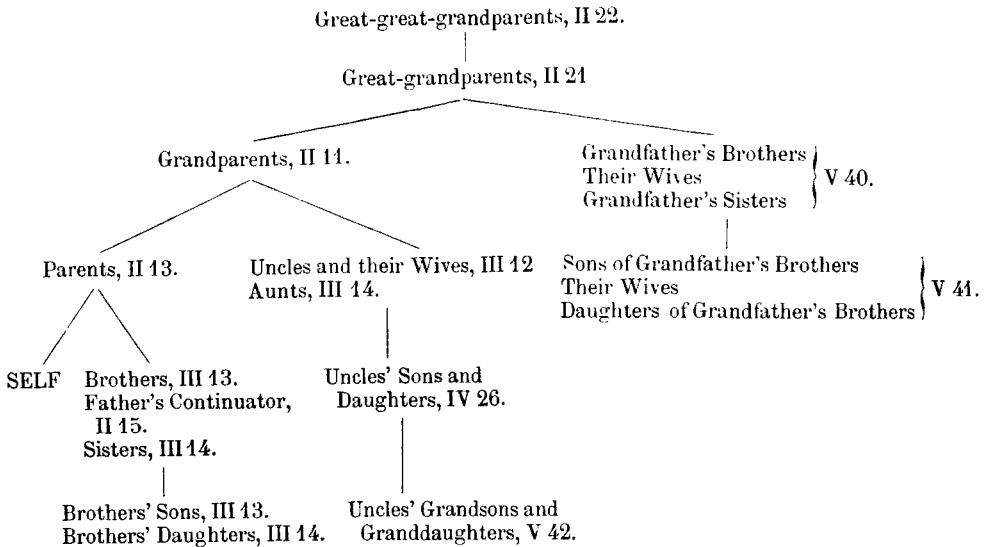 Great-great-grandparents, II 22.
Great-grandparents, II 21
Grandparents, II 11.
Grandfather's Brothers
Their Wives
Grandfather's Sisters
V 40.
Parents, II 13.
Uncles and their Wives, III 12
Aunts, III 14.
Sons of Grandfather's Brothers
Their Wives
Daughters of Grandfather's Brothers
V 41.
SELF
Brothers, III 13.
Father's Continuator,
II 15.
Sisters, III 14.
Uncles' Sons and
Daughters, IV 26.
Brothers' Sons, III 13.
Brothers' Daughters, III 14.
Uncles' Grandsons and
Granddaughters, V 42.